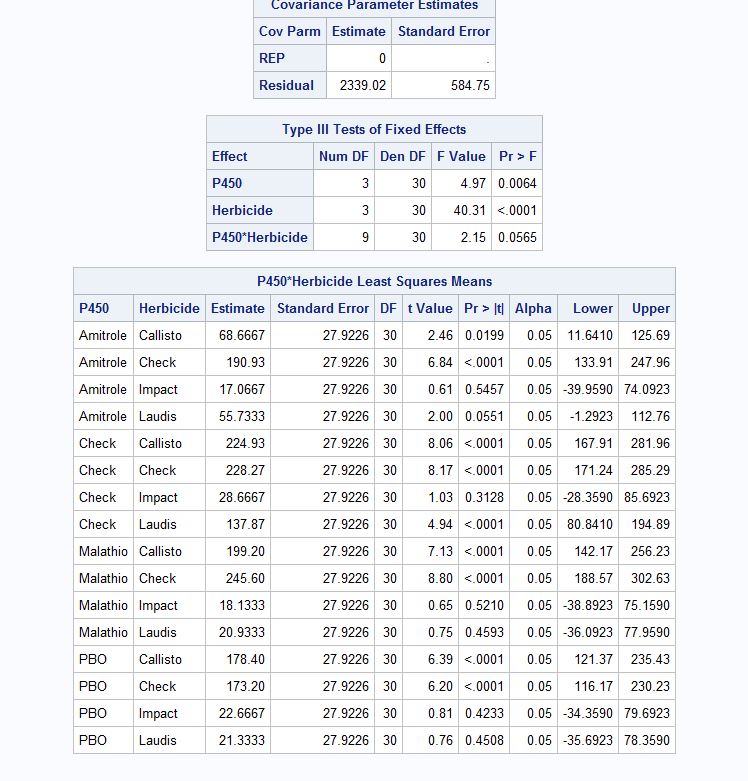 Covariance Parameter Estimates
Cov Parm Estimate Standard Error
REP 0 .
Residual 2339.02 584.75
Type III Tests of Fixed Effects
Effect Num DF Den DF F Value Pr > F
P450 3 30 4.97 0.0064
Herbicide 3 30 40.31 <.0001
P450*Herbicide 9 30 2.15 0.0565
P450*Herbicide Least Squares Means
P450 Herbicide Estimate Standard Error DF t Value Pr > |t| Alpha Lower Upper
Amitrole Callisto 68.6667 27.9226 30 2.46 0.0199 0.05 11.6410 125.69
Amitrole Check 190.93 27.9226 30 6.84 <.0001 0.05 133.91 247.96
Amitrole Impact 17.0667 27.9226 30 0.61 0.5457 0.05 -39.9590 74.0923
Amitrole Laudis 55.7333 27.9226 30 2.00 0.0551 0.05 -1.2923 112.76
Check Callisto 224.93 27.9226 30 8.06 <.0001 0.05 167.91 281.96
Check Check 228.27 27.9226 30 8.17 <.0001 0.05 171.24 285.29
Check Impact 28.6667 27.9226 30 1.03 0.3128 0.05 -28.3590 85.6923
Check Laudis 137.87 27.9226 30 4.94 <.0001 0.05 80.8410 194.89
Malathio Callisto 199.20 27.9226 30 7.13 <.0001 0.05 142.17 256.23
Malathio Check 245.60 27.9226 30 8.80 <.0001 0.05 188.57 302.63
Malathio Impact 18.1333 27.9226 30 0.65 0.5210 0.05 -38.8923 75.1590
Malathio Laudis 20.9333 27.9226 30 0.75 0.4593 0.05 -36.0923 77.9590
PBO Callisto 178.40 27.9226 30 6.39 <.0001 0.05 121.37 235.43
PBO Check 173.20 27.9226 30 6.20 <.0001 0.05 116.17 230.23
PBO Impact 22.6667 27.9226 30 0.81 0.4233 0.05 -34.3590 79.6923
PBO Laudis 21.3333 27.9226 30 0.76 0.4508 0.05 -35.6923 78.3590